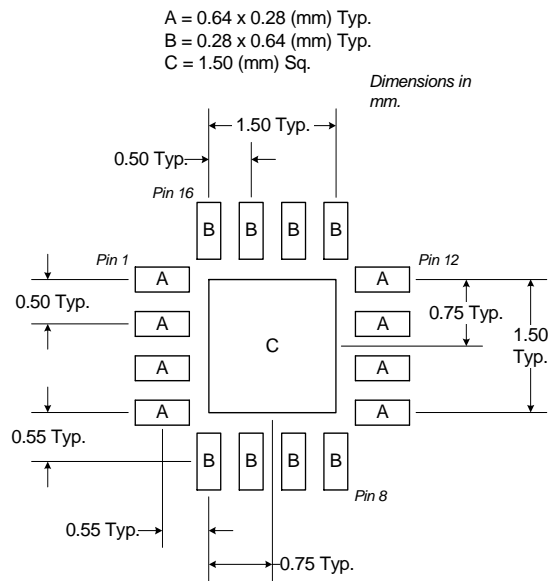 A = 0.64 x 0.28 (mm) Typ.
B = 0.28 x 0.64 (mm) Typ.
C = 1.50 (mm) Sq.
Dimensions in
mm.
1.50 Typ.
0.50 Typ.
Pin 16
B B B B
Pin 1
Pin 12
A A
0.50 Typ.
0.75 Typ.
A A
1.50
Typ.
C
A A
A A
0.55 Typ.
B B B B
Pin 8
0.55 Typ.
0.75 Typ.